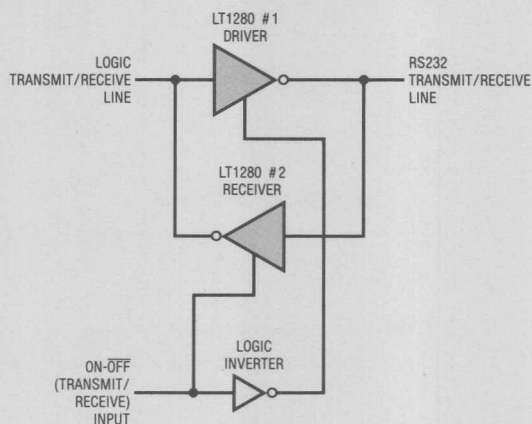 LT1280 #1
DRIVER
LOGIC
TRANSMIT/RECEIVE
LINE
RS232
TRANSMIT/RECEIVE
LINE
LT1280 #2
RECEIVER
LOGIC
INVERTER
ON-O̅F̅F̅
(TRANSMIT/
RECEIVE)
INPUT